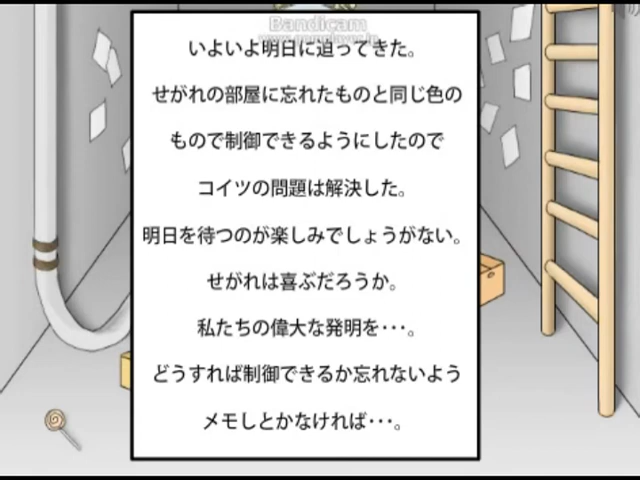 Bandicam
いよいよ明日に迫ってきた。
せがれの部屋に忘れたものと同じ色の
もので制御できるようにしたので
コイツの問題は解決した。
明日を待つのが楽しみでしょうがない。
せがれは喜ぶだろうか。
私たちの偉大な発明を・・・。
どうすれば制御できるか忘れないよう
メモしとかなければ・・・。